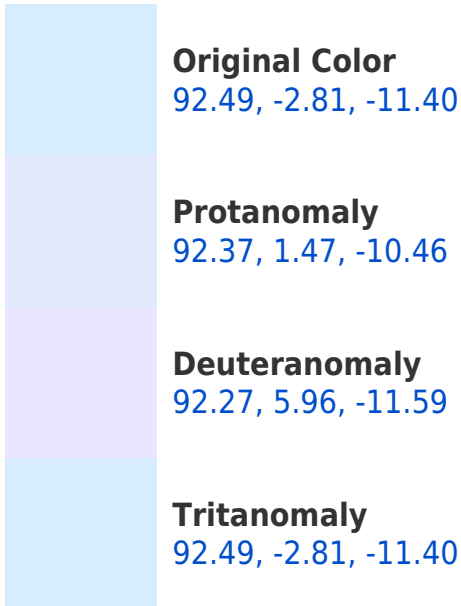 Original Color
92.49, -2.81, -11.40
Protanomaly
92.37, 1.47, -10.46
Deuteranomaly
92.27, 5.96, -11.59
Tritanomaly
92.49, -2.81, -11.40